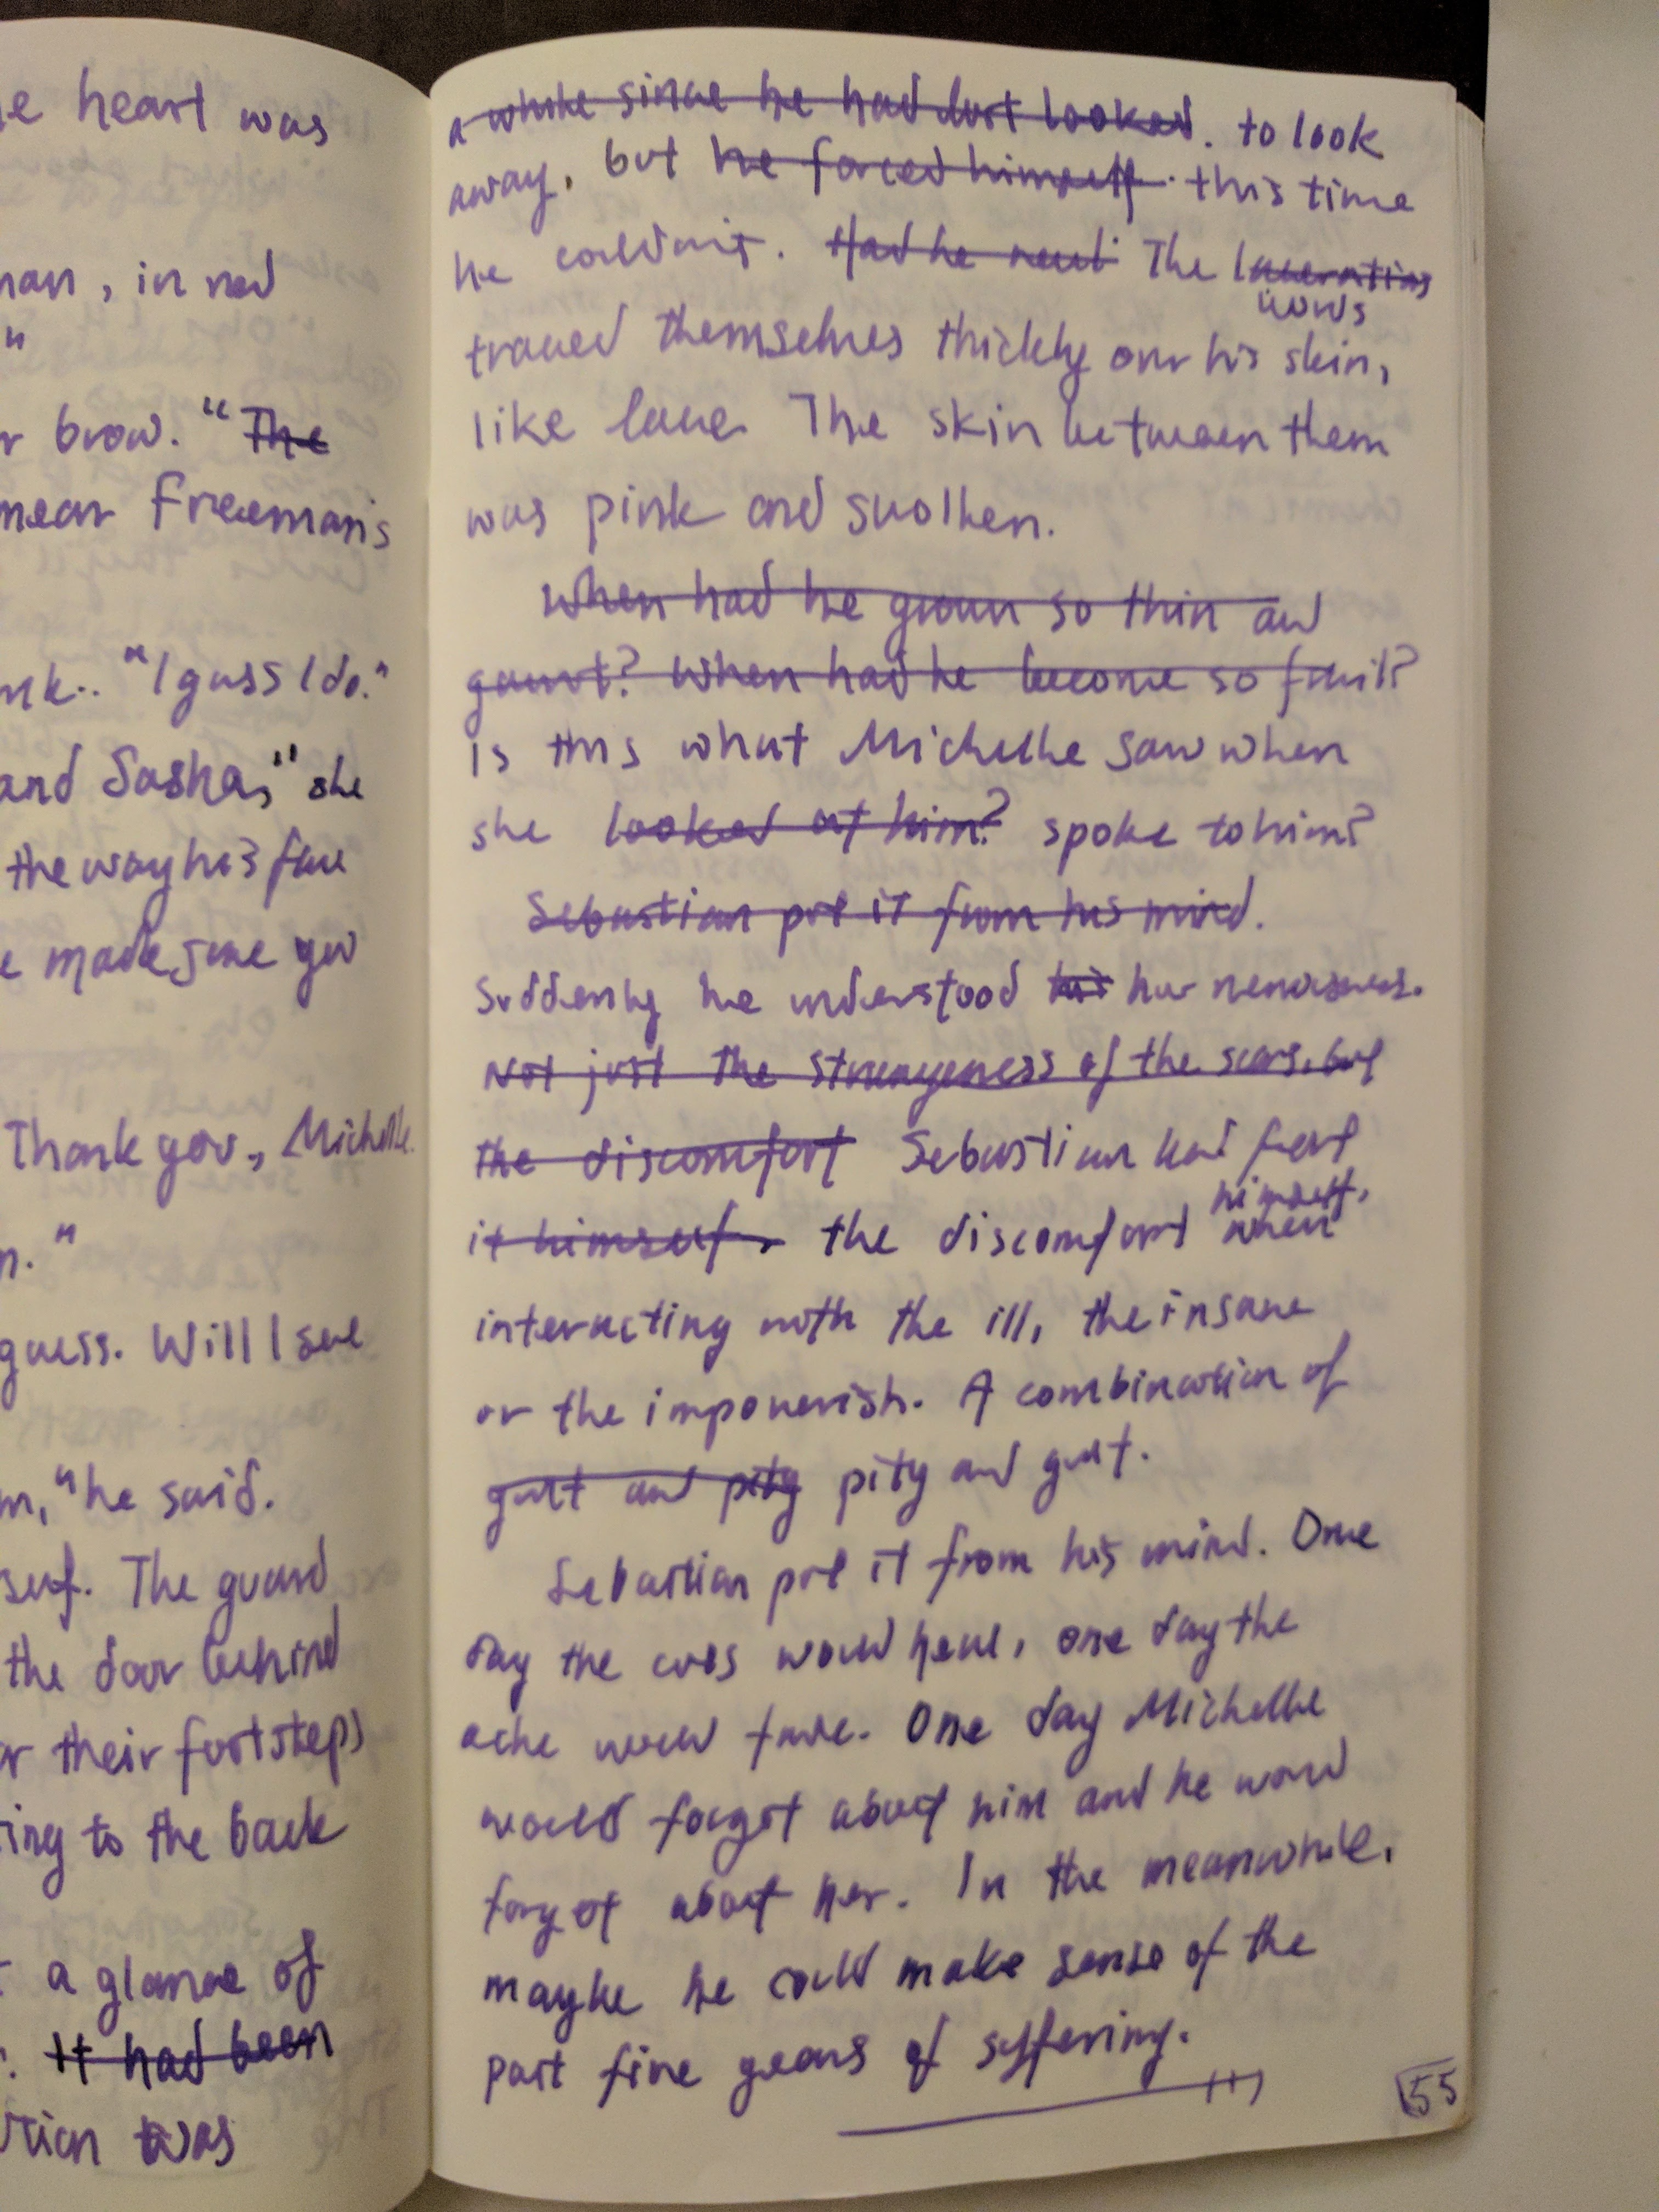 e heart was
man, in red
"
r brow. "The
mean Freeman's
nk.. "I guess I do."
and Sasha," she
the way his face
e made, she
Thank you, Michelle.
n."
guess. Will I see
m," he said.
self. The guard
the door behind
r their footsteps
ing to the back
a glance of
. It had been
was
a while since he had last looked. to look
away, but he forced himself. this time
he couldn't. Had he The lacerations
traced themselves thickly over his skin,
like lace. The skin between them
was pink and swollen.
When had he grown so thin and
gaunt? When had he become so frail?
Is this what Michelle saw when
she looked at him? spoke to him?
Sebastian put it from his mind.
Suddenly he understood his her nervousness.
Not just the strangeness of the scars, but
the discomfort Sebastian had felt
himself,
it himself, the discomfort when
interacting with the ill, the insane
or the impoverish. A combination of
guilt and pity pity and guilt.
Sebastian put it from his mind. One
day the cuts would heal, one day the
ache would fade. One day Michelle
would forget about him and he would
forget about her. In the meanwhile,
maybe he could make sense of the
past five years of suffering.
55